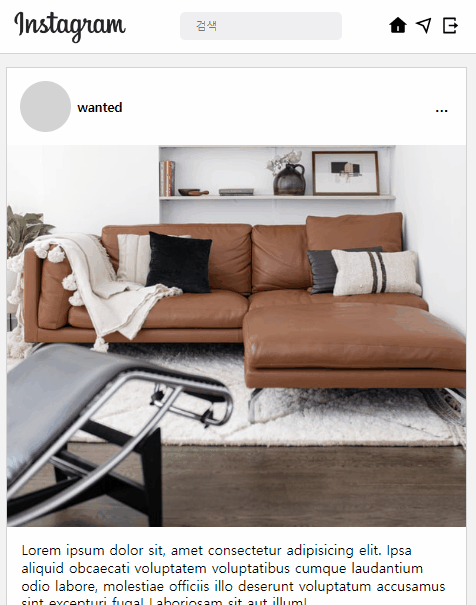 Instagram
검색
wanted
...
Lorem ipsum dolor sit, amet consectetur adipisicing elit. Ipsa
aliquid obcaecati voluptatem voluptatibus cumque laudantium
odio labore, molestiae officiis illo deserunt voluptatum accusamus
sint excepturi fuga! Laboriosam sit aut illum!